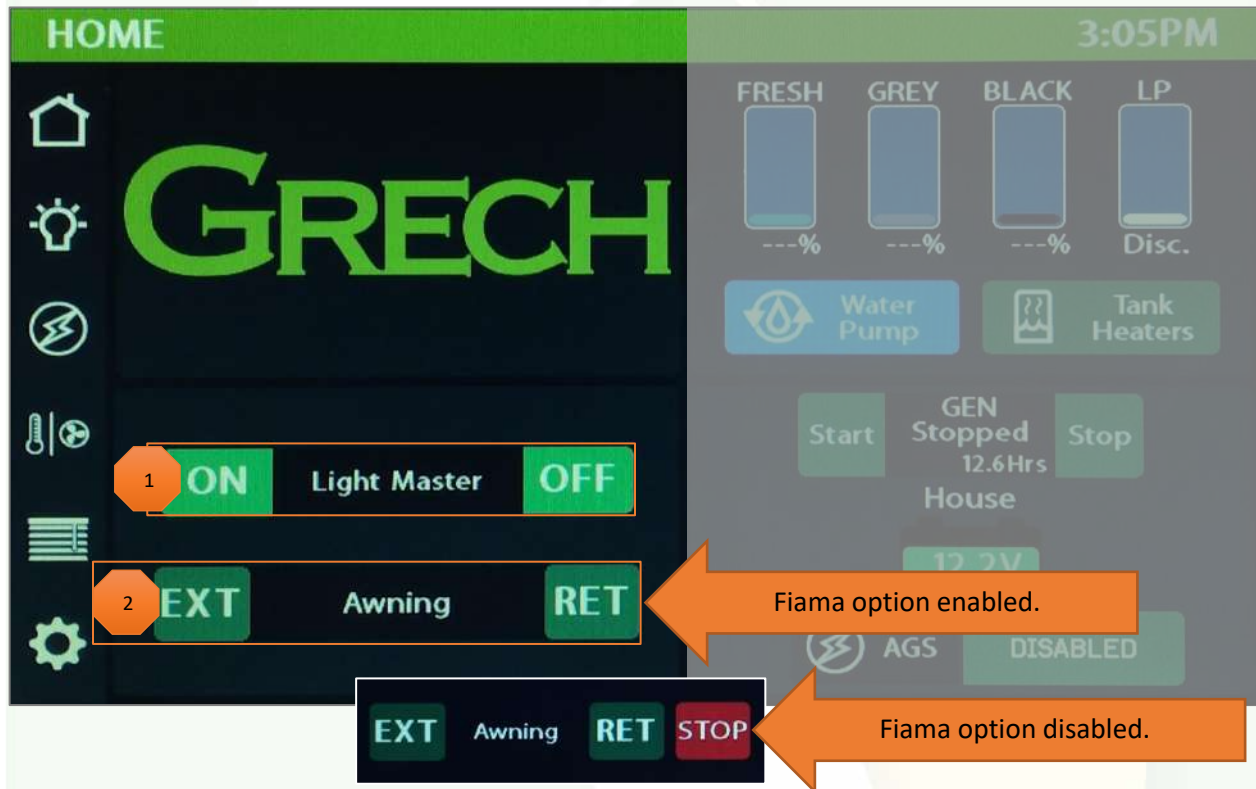 HOME
3:05PM
GRECH
FRESH GREY BLACK LP
---% ---% ---% Disc.
Water Pump
Tank Heaters
Start
GEN
Stopped
12.6Hrs
Stop
House
12.2V
AGS DISABLED
1 ON Light Master OFF
2 EXT Awning RET
Fiama option enabled.
EXT Awning RET STOP
Fiama option disabled.